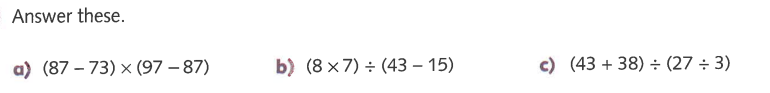 Answer these.
a) (87 – 73) × (97 – 87) b) (8 × 7) ÷ (43 – 15) c) (43 + 38) ÷ (27 ÷ 3)